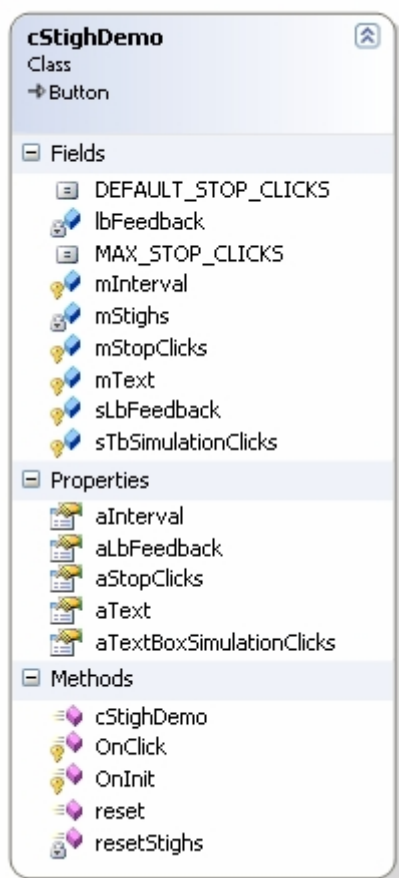 cStighDemo
Class
Button
Fields
DEFAULT_STOP_CLICKS
lbFeedback
MAX_STOP_CLICKS
mInterval
mStighs
mStopClicks
mText
sLbFeedback
sTbSimulationClicks
Properties
aInterval
aLbFeedback
aStopClicks
aText
aTextBoxSimulationClicks
Methods
cStighDemo
OnClick
OnInit
reset
resetStighs